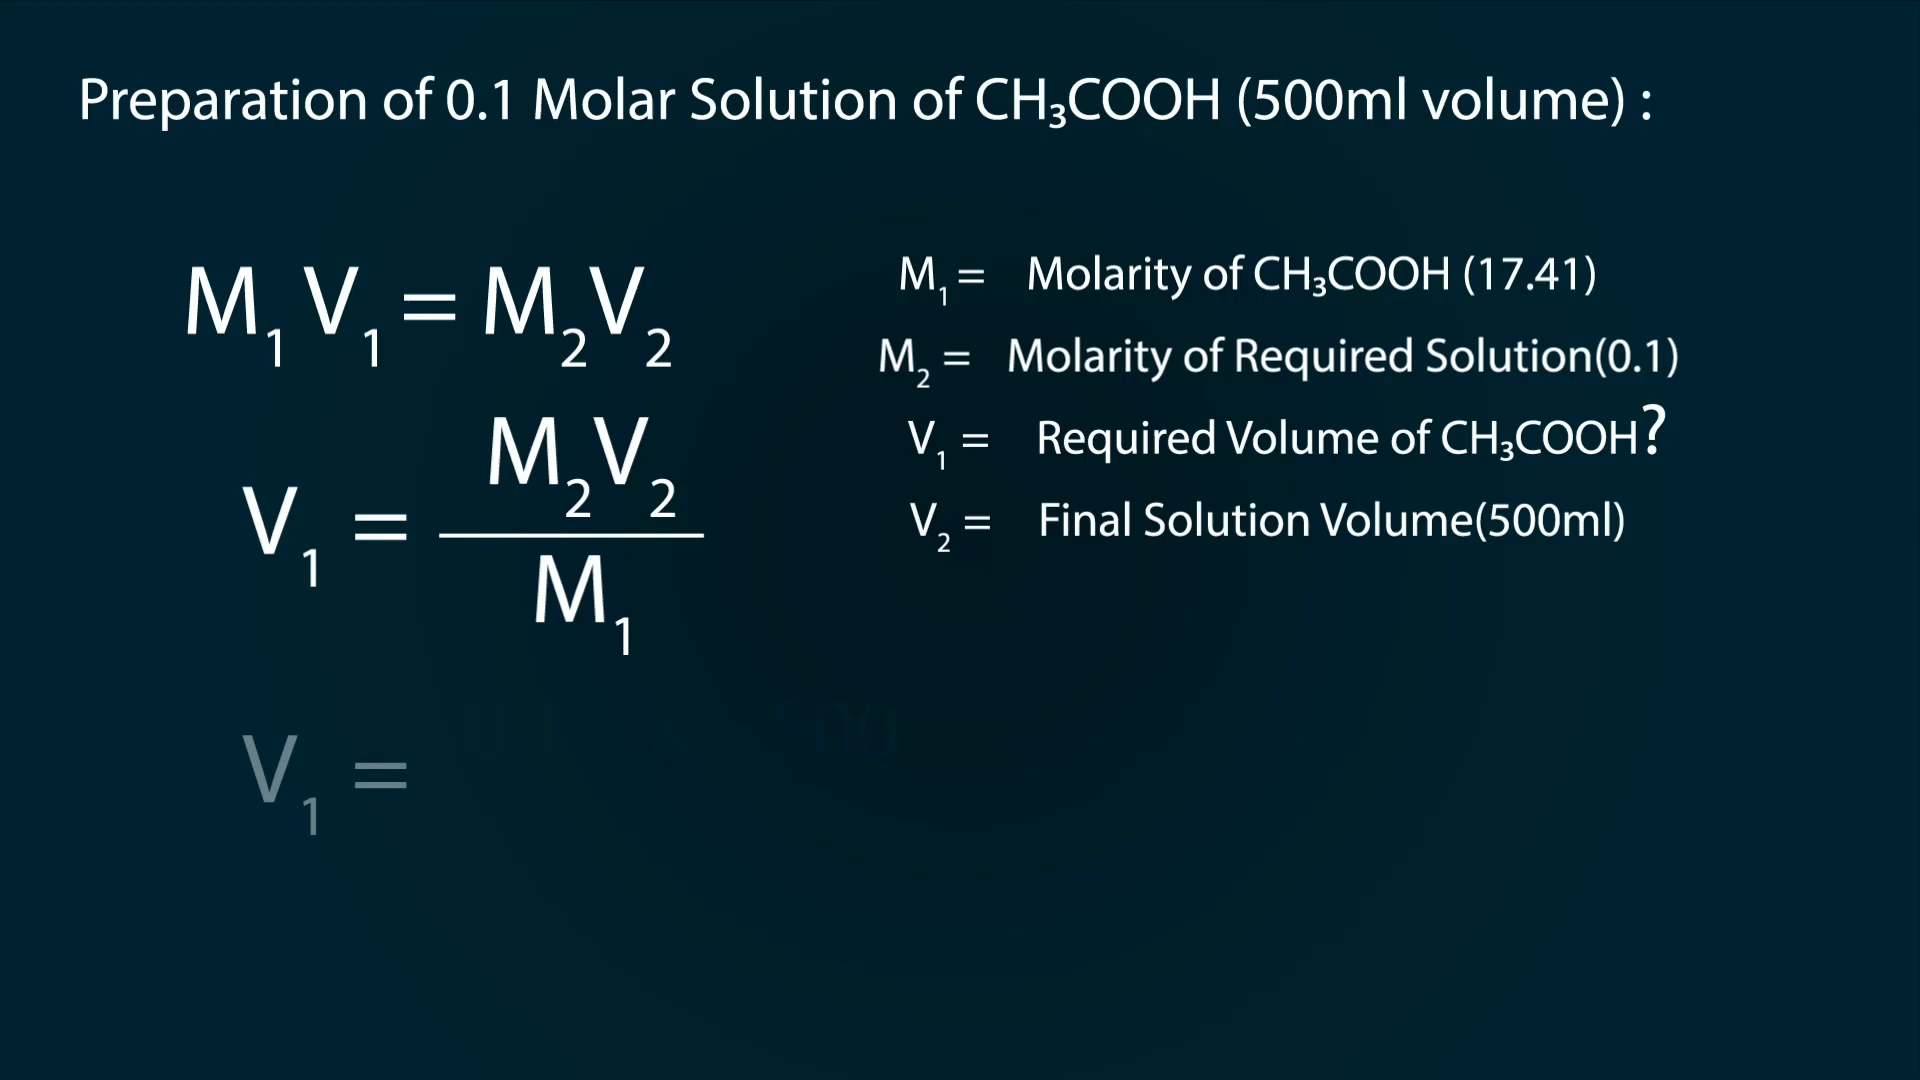 Preparation of 0.1 Molar Solution of CH₃COOH (500ml volume) :
M₁ V₁ = M₂V₂
V₁ = M₂V₂
M₁
V₁ =
M₁ = Molarity of CH₃COOH (17.41)
M₂ = Molarity of Required Solution(0.1)
V₁ = Required Volume of CH₃COOH?
V₂ = Final Solution Volume(500ml)